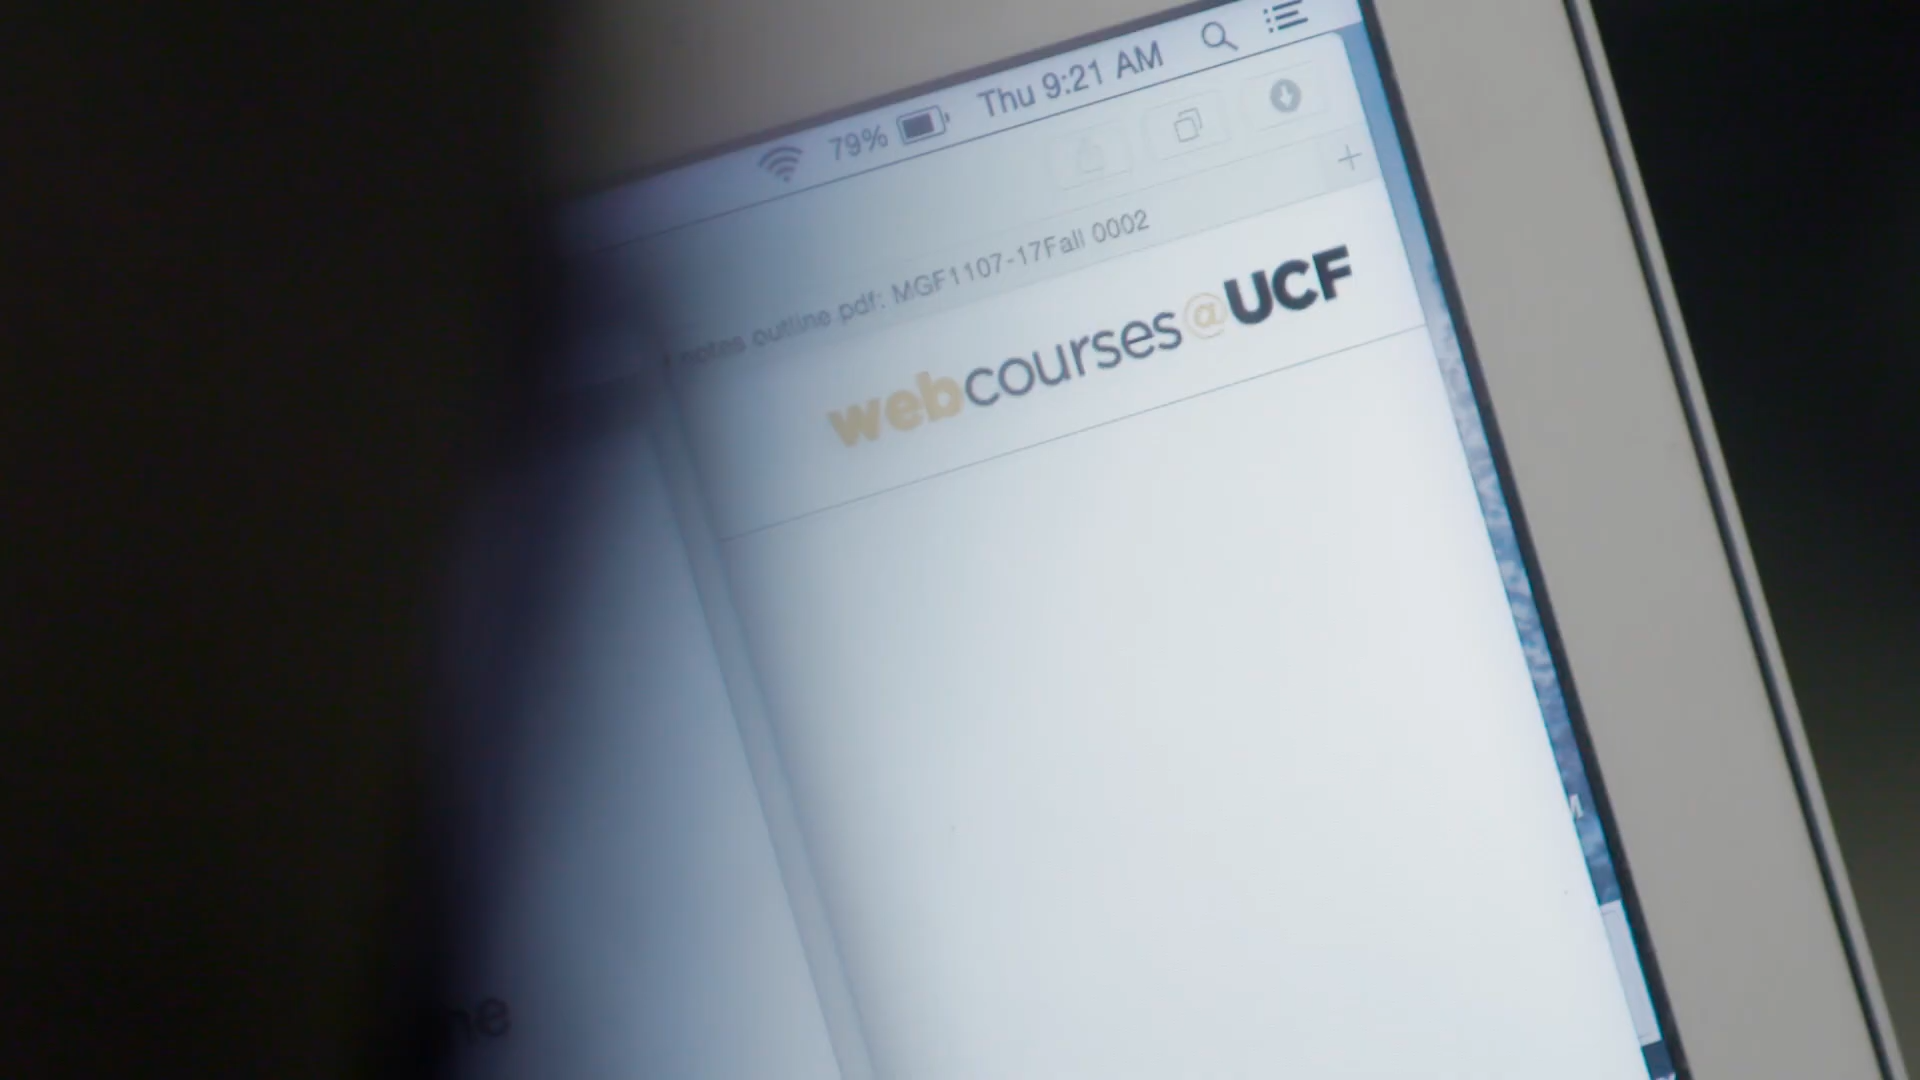 79% Thu 9:21 AM
notes outline pdf: MGF1107-17Fall 0002
webcourses@UCF